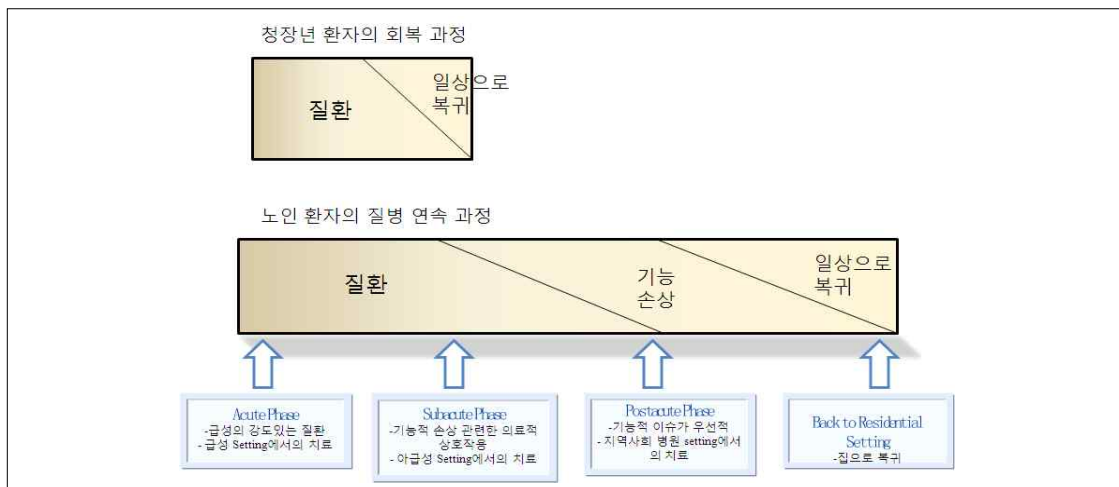 청장년 환자의 회복 과정
질환
일상으로
복귀
노인 환자의 질병 연속 과정
질환
기능
손상
일상으로
복귀
Acute Phase
-급성의 강도있는 질환
- 급성 Setting에서의 치료
Subacute Phase
-기능적 손상 관련한 의료적
상호작용
- 아급성 Setting에서의 치료
Postacute Phase
-기능적 이슈가 우선적
- 지역사회 병원 setting에서
의 치료
Back to Residential
Setting
-집으로 복귀